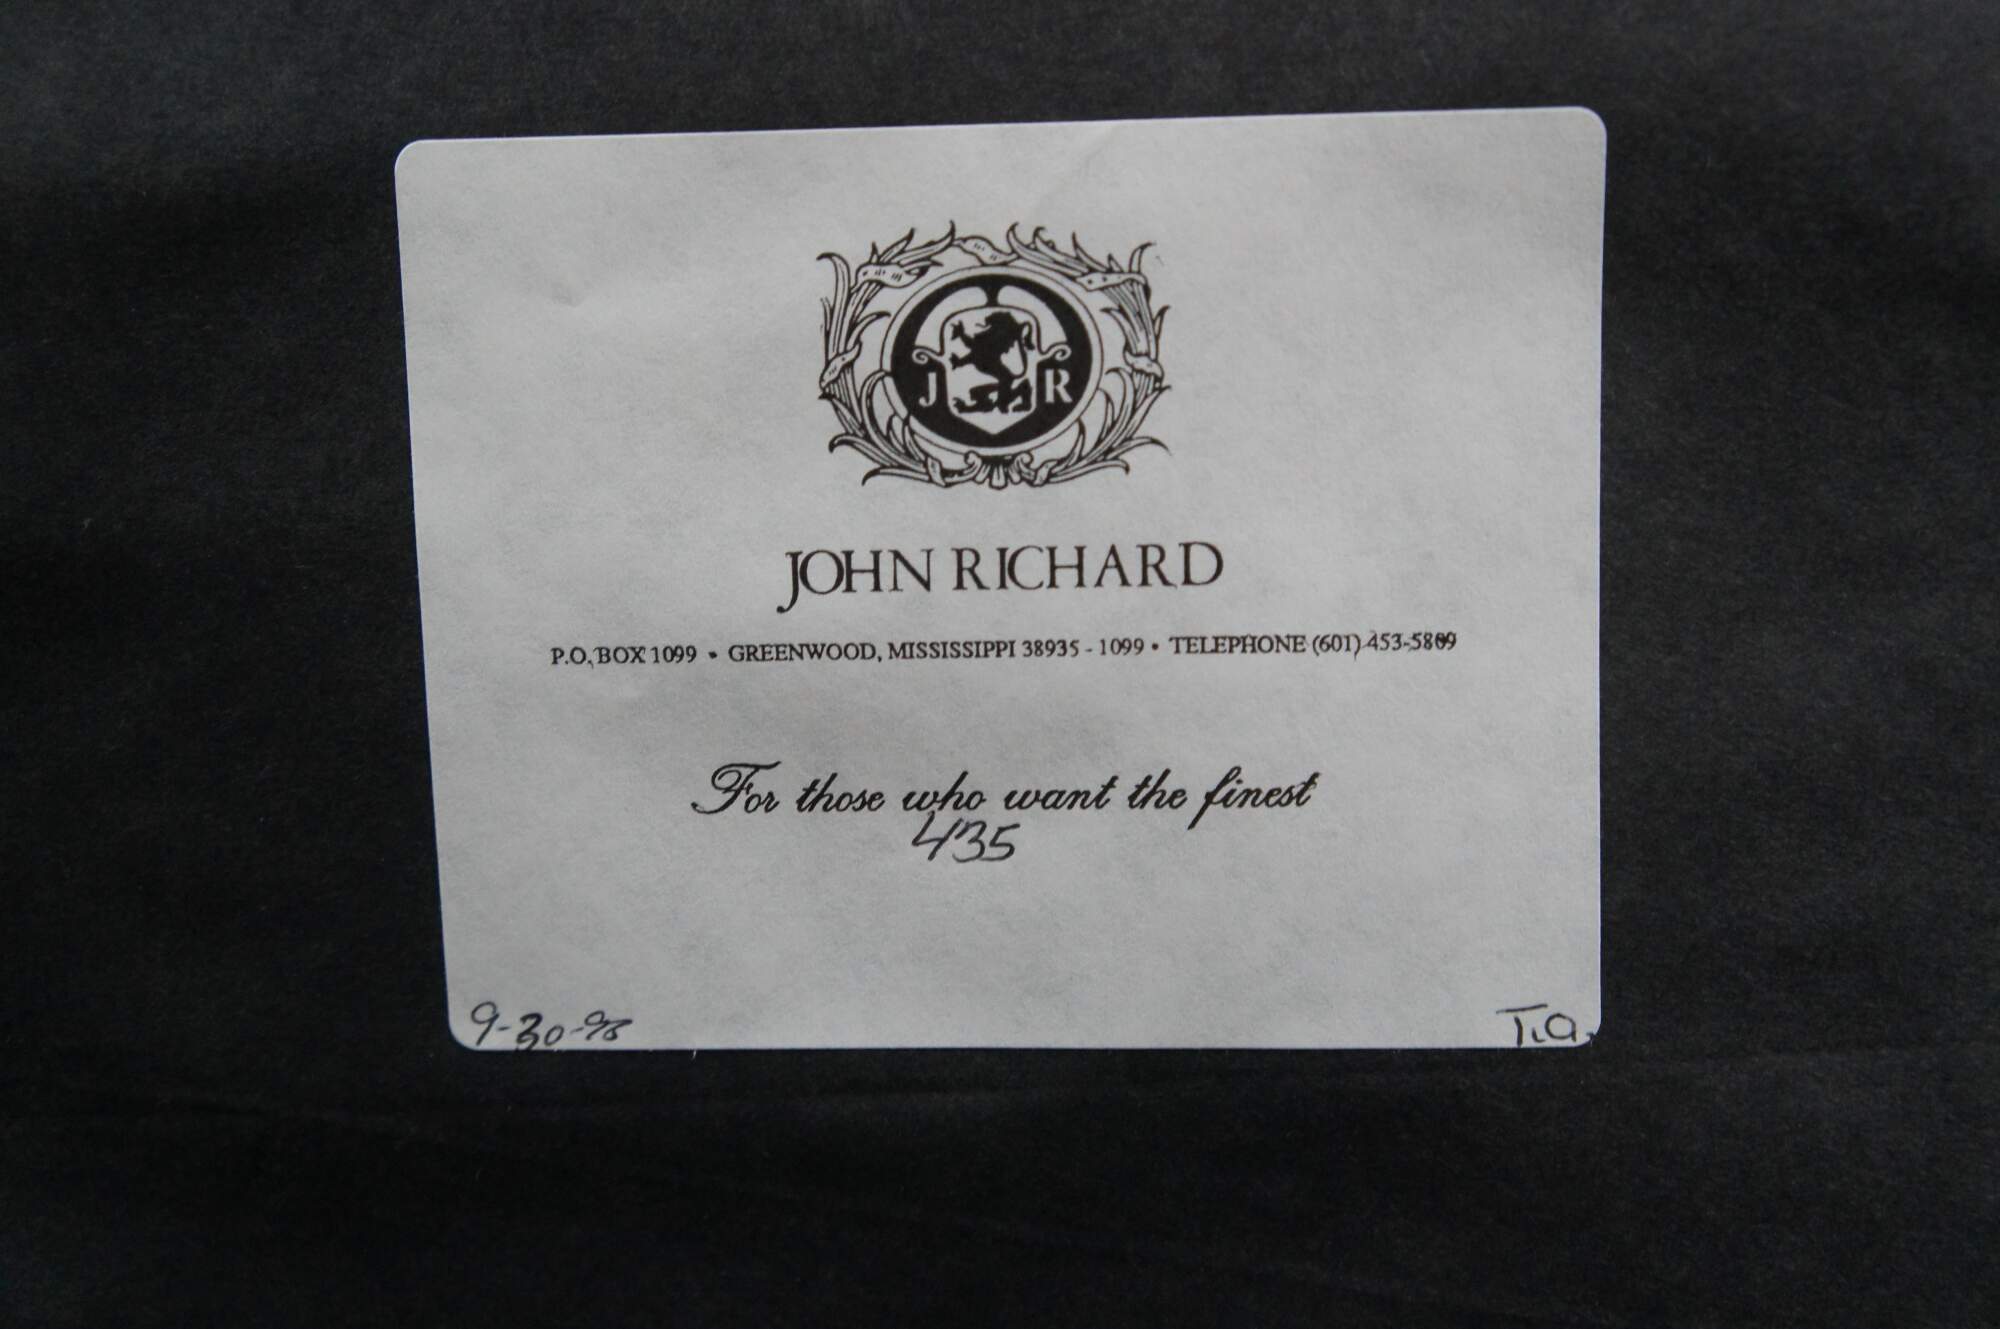 J R
JOHN RICHARD
P.O. BOX 1099 • GREENWOOD, MISSISSIPPI 38935 - 1099 • TELEPHONE (601) 453-5809
For those who want the finest
435
9-30-98 T.a.